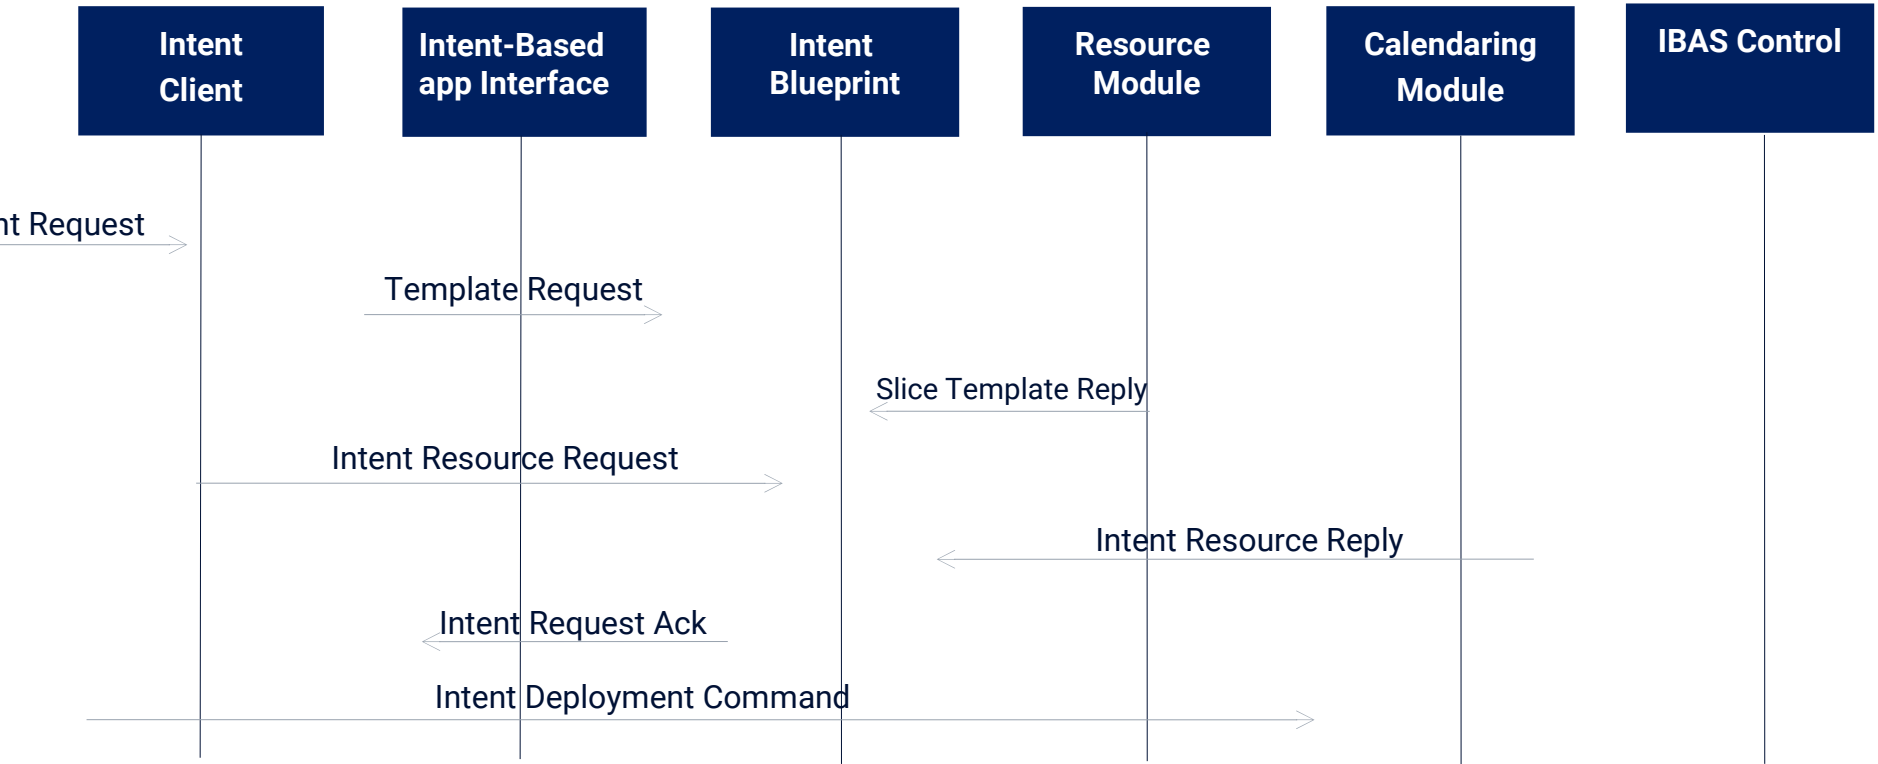 Intent
Client
Intent-Based
app Interface
Intent
Blueprint
Resource
Module
Calendaring
Module
IBAS Control
nt Request
Template Request
Slice Template Reply
Intent Resource Request
Intent Resource Reply
Intent Request Ack
Intent Deployment Command